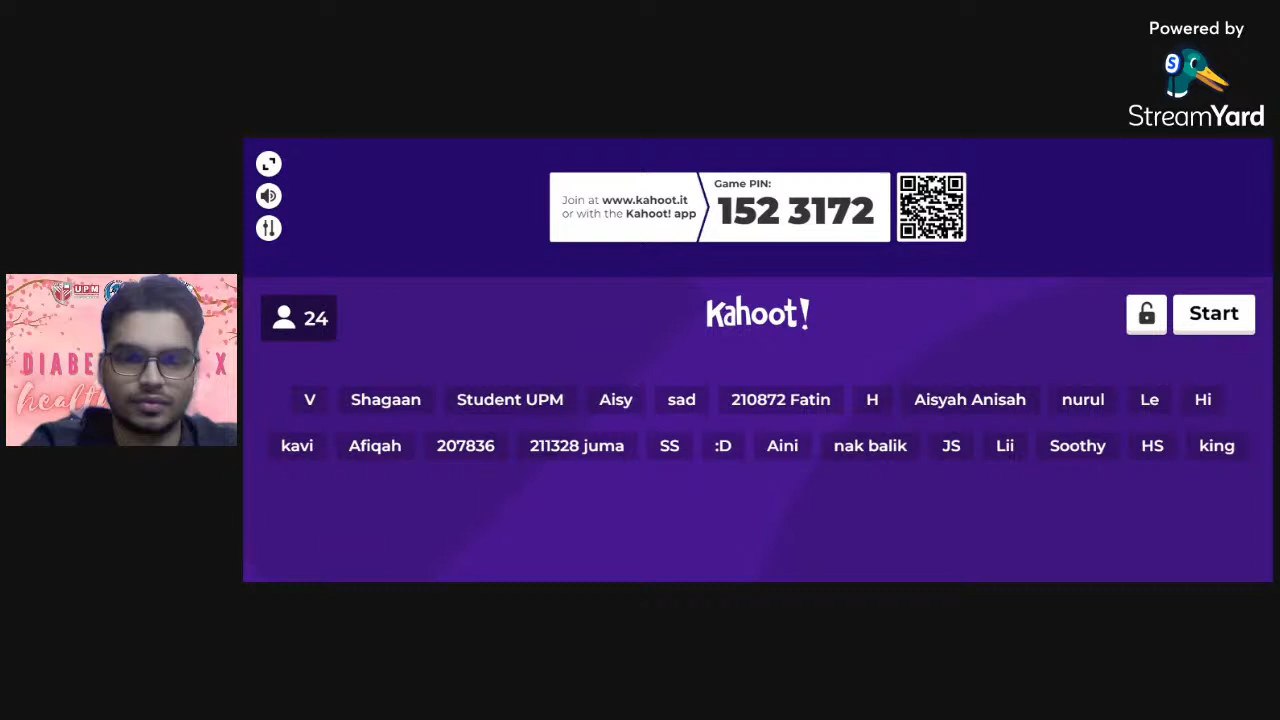 Powered by
S
StreamYard
Join at www.kahoot.it
or with the Kahoot! app
Game PIN:
152 3172
24
Kahoot!
Start
UPM
DIABE X
health
V Shagaan Student UPM Aisy sad 210872 Fatin H Aisyah Anisah nurul Le Hi
kavi Afiqah 207836 211328 juma SS :D Aini nak balik JS Lii Soothy HS king